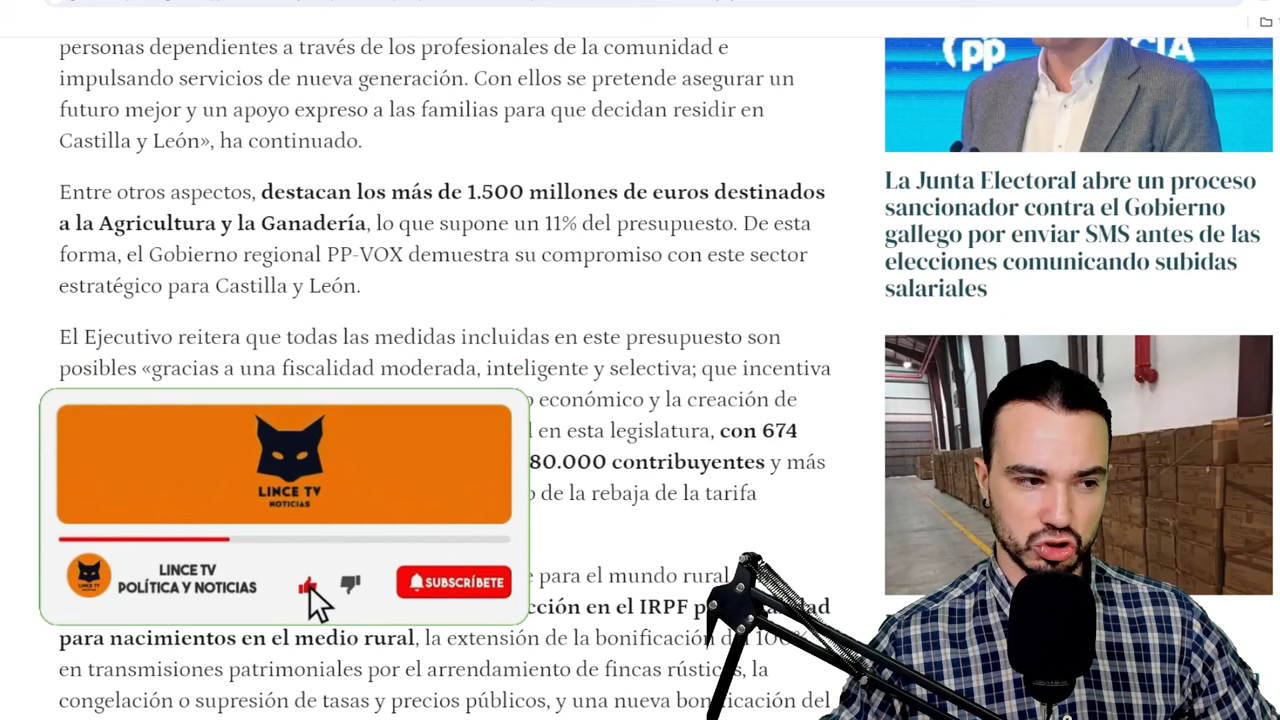 personas dependientes a través de los profesionales de la comunidad e
impulsando servicios de nueva generación. Con ellos se pretende asegurar un
futuro mejor y un apoyo expreso a las familias para que decidan residir en
Castilla y León», ha continuado.
Entre otros aspectos, destacan los más de 1.500 millones de euros destinados
a la Agricultura y la Ganadería, lo que supone un 11% del presupuesto. De esta
forma, el Gobierno regional PP-VOX demuestra su compromiso con este sector
estratégico para Castilla y León.
El Ejecutivo reitera que todas las medidas incluidas en este presupuesto son
posibles «gracias a una fiscalidad moderada, inteligente y selectiva; que incentiva
económico y la creación de
en esta legislatura, con 674
80.000 contribuyentes y más
de la rebaja de la tarifa
para el mundo rural
en el IRPF
para nacimientos en el medio rural, la extensión de la bonificación del 100%
en transmisiones patrimoniales por el arrendamiento de fincas rústicas, la
congelación o supresión de tasas y precios públicos, y una nueva bonificación del
LINCE TV
NOTICIAS
LINCE TV
POLÍTICA Y NOTICIAS
SUBSCRÍBETE
pp
La Junta Electoral abre un proceso
sancionador contra el Gobierno
gallego por enviar SMS antes de las
elecciones comunicando subidas
salariales